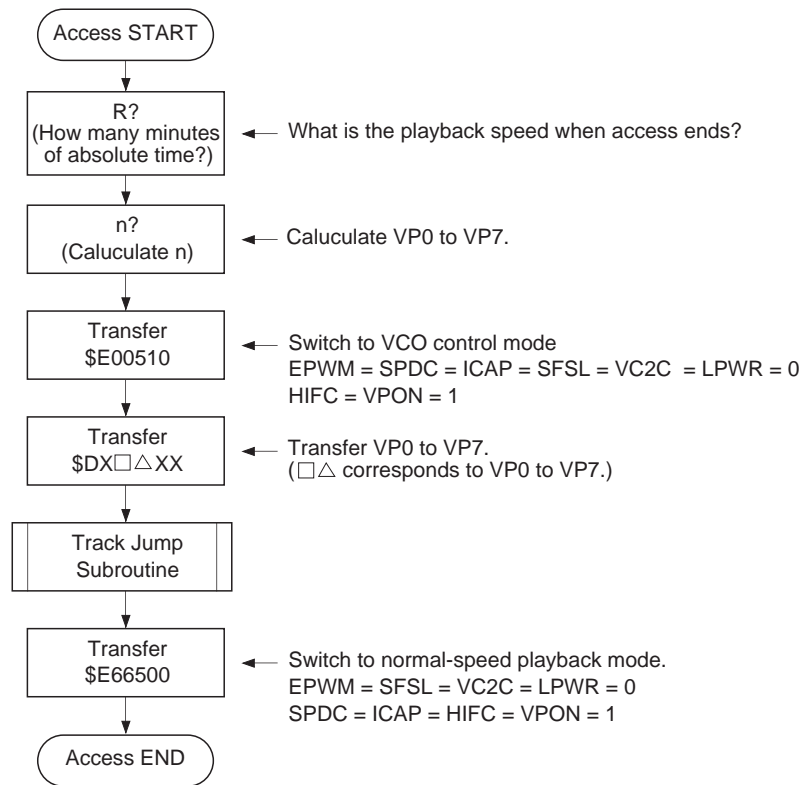 Access START
R?
(How many minutes
of absolute time?)
What is the playback speed when access ends?
n?
(Caluculate n)
Caluculate VP0 to VP7.
Transfer
$E00510
Switch to VCO control mode
EPWM = SPDC = ICAP = SFSL = VC2C = LPWR = 0
HIFC = VPON = 1
Transfer
$DX□△XX
Transfer VP0 to VP7.
(□△ corresponds to VP0 to VP7.)
Track Jump
Subroutine
Transfer
$E66500
Switch to normal-speed playback mode.
EPWM = SFSL = VC2C = LPWR = 0
SPDC = ICAP = HIFC = VPON = 1
Access END